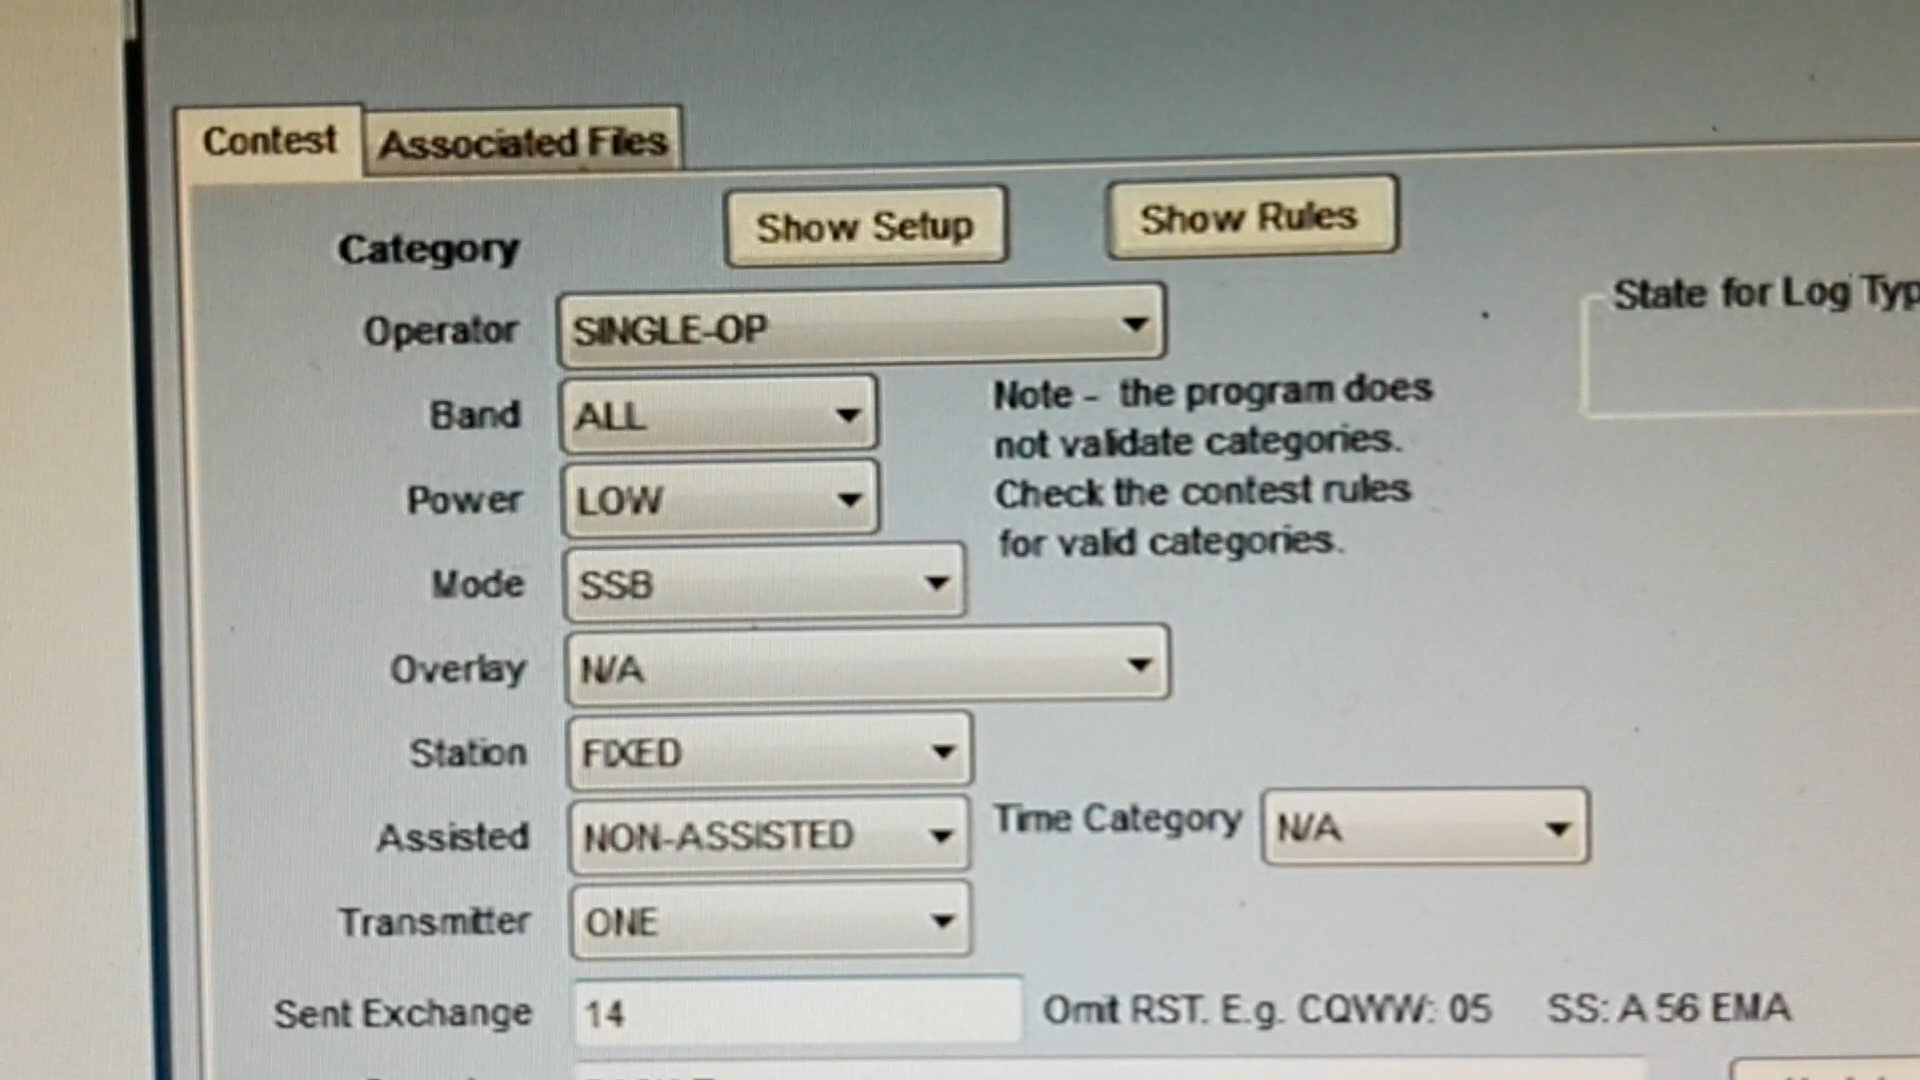 Contest Associated Files
Category Show Setup Show Rules
State for Log Typ
Operator SINGLE-OP
Band ALL
Note - the program does
not validate categories.
Check the contest rules
for valid categories.
Power LOW
Mode SSB
Overlay N/A
Station FIXED
Assisted NON-ASSISTED Time Category N/A
Transmitter ONE
Sent Exchange 14 Omit RST. E.g. CQWW: 05 SS: A 56 EMA